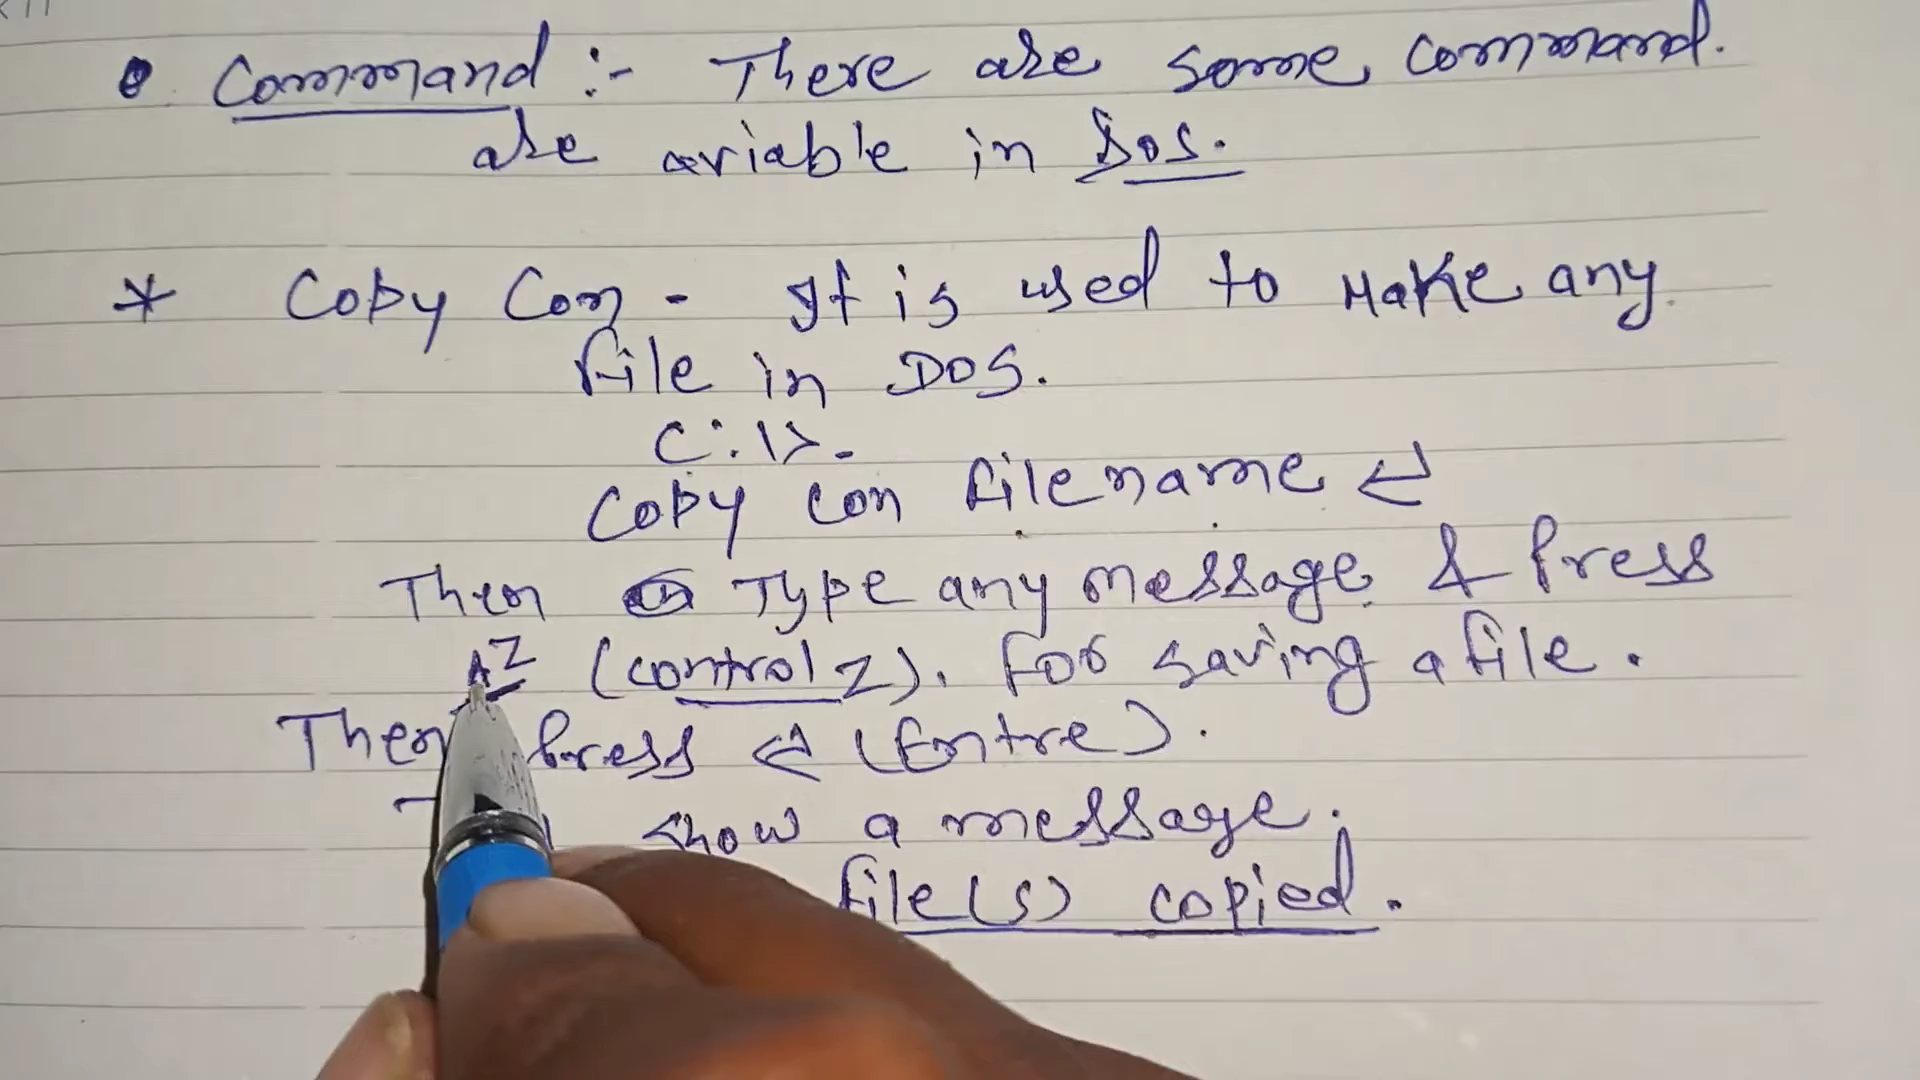 • Command :- There are some command.
are aviable in DOS.
* Copy Con - It is used to Make any
file in DOS.
C:\>-
Copy con filename ↵
Then Type any message & Press
^Z (control Z). For saving a file.
Then Press ↵ (Entre).
show a message.
file(s) copied.